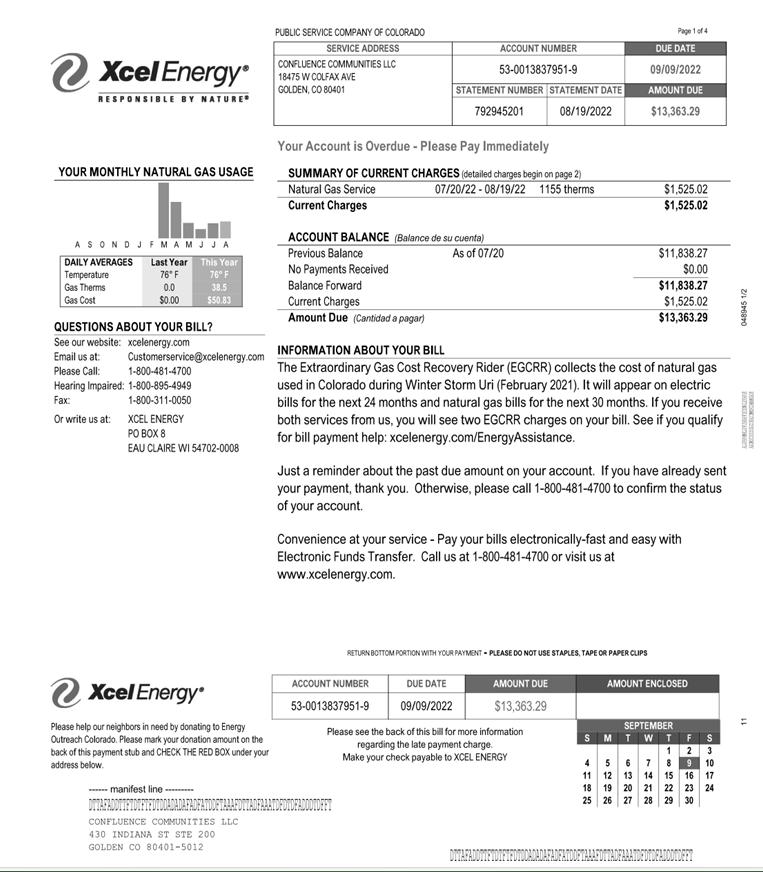 PUBLIC SERVICE COMPANY OF COLORADO
Page 1 of 4
Xcel Energy®
RESPONSIBLE BY NATURE®
SERVICE ADDRESS
ACCOUNT NUMBER
DUE DATE
CONFLUENCE COMMUNITIES LLC
18475 W COLFAX AVE
GOLDEN, CO 80401
53-0013837951-9
09/09/2022
STATEMENT NUMBER STATEMENT DATE AMOUNT DUE
792945201 08/19/2022 $13,363.29
Your Account is Overdue - Please Pay Immediately
YOUR MONTHLY NATURAL GAS USAGE
A S O N D J F M A M J J A
DAILY AVERAGES Last Year This Year
Temperature 76° F 76° F
Gas Therms 0.0 38.5
Gas Cost $0.00 $50.83
QUESTIONS ABOUT YOUR BILL?
See our website: xcelenergy.com
Email us at: Customerservice@xcelenergy.com
Please Call: 1-800-481-4700
Hearing Impaired: 1-800-895-4949
Fax: 1-800-311-0050
Or write us at: XCEL ENERGY
PO BOX 8
EAU CLAIRE WI 54702-0008
SUMMARY OF CURRENT CHARGES (detailed charges begin on page 2)
Natural Gas Service 07/20/22 - 08/19/22 1155 therms $1,525.02
Current Charges $1,525.02
ACCOUNT BALANCE (Balance de su cuenta)
Previous Balance As of 07/20 $11,838.27
No Payments Received $0.00
Balance Forward $11,838.27
Current Charges $1,525.02
Amount Due (Cantidad a pagar) $13,363.29
INFORMATION ABOUT YOUR BILL
The Extraordinary Gas Cost Recovery Rider (EGCRR) collects the cost of natural gas
used in Colorado during Winter Storm Uri (February 2021). It will appear on electric
bills for the next 24 months and natural gas bills for the next 30 months. If you receive
both services from us, you will see two EGCRR charges on your bill. See if you qualify
for bill payment help: xcelenergy.com/EnergyAssistance.
Just a reminder about the past due amount on your account. If you have already sent
your payment, thank you. Otherwise, please call 1-800-481-4700 to confirm the status
of your account.
Convenience at your service - Pay your bills electronically-fast and easy with
Electronic Funds Transfer. Call us at 1-800-481-4700 or visit us at
www.xcelenergy.com.
048945 1/2
RETURN BOTTOM PORTION WITH YOUR PAYMENT - PLEASE DO NOT USE STAPLES, TAPE OR PAPER CLIPS
Xcel Energy®
ACCOUNT NUMBER DUE DATE AMOUNT DUE AMOUNT ENCLOSED
53-0013837951-9 09/09/2022 $13,363.29
Please help our neighbors in need by donating to Energy
Outreach Colorado. Please mark your donation amount on the
back of this payment stub and CHECK THE RED BOX under your
address below.
Please see the back of this bill for more information
regarding the late payment charge.
Make your check payable to XCEL ENERGY
SEPTEMBER
S M T W T F S
1 2 3
4 5 6 7 8 9 10
11 12 13 14 15 16 17
18 19 20 21 22 23 24
25 26 27 28 29 30
11
------ manifest line ---------
CONFLUENCE COMMUNITIES LLC
430 INDIANA ST STE 200
GOLDEN CO 80401-5012